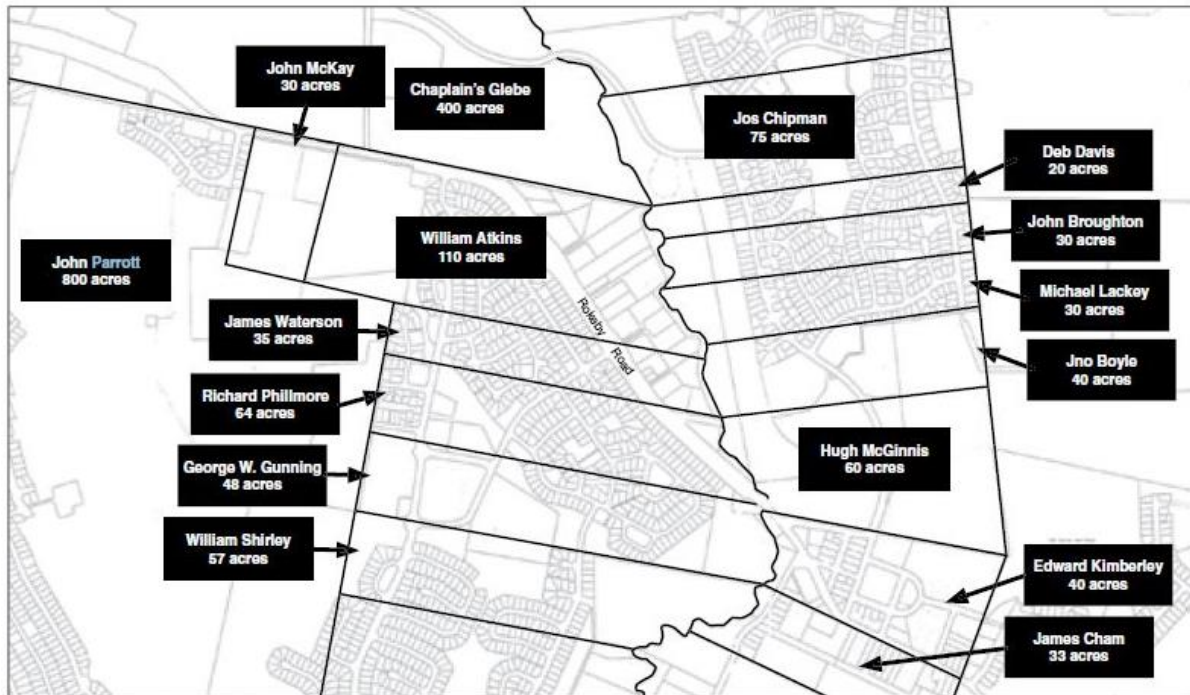 John McKay
30 acres
Chaplain's Glebe
400 acres
Jos Chipman
75 acres
Deb Davis
20 acres
John Broughton
30 acres
William Atkins
110 acres
John Parrott
800 acres
Michael Lackey
30 acres
James Waterson
35 acres
Rokeby Road
Jno Boyle
40 acres
Richard Phillmore
64 acres
Hugh McGinnis
60 acres
George W. Gunning
48 acres
William Shirley
57 acres
Edward Kimberley
40 acres
James Cham
33 acres